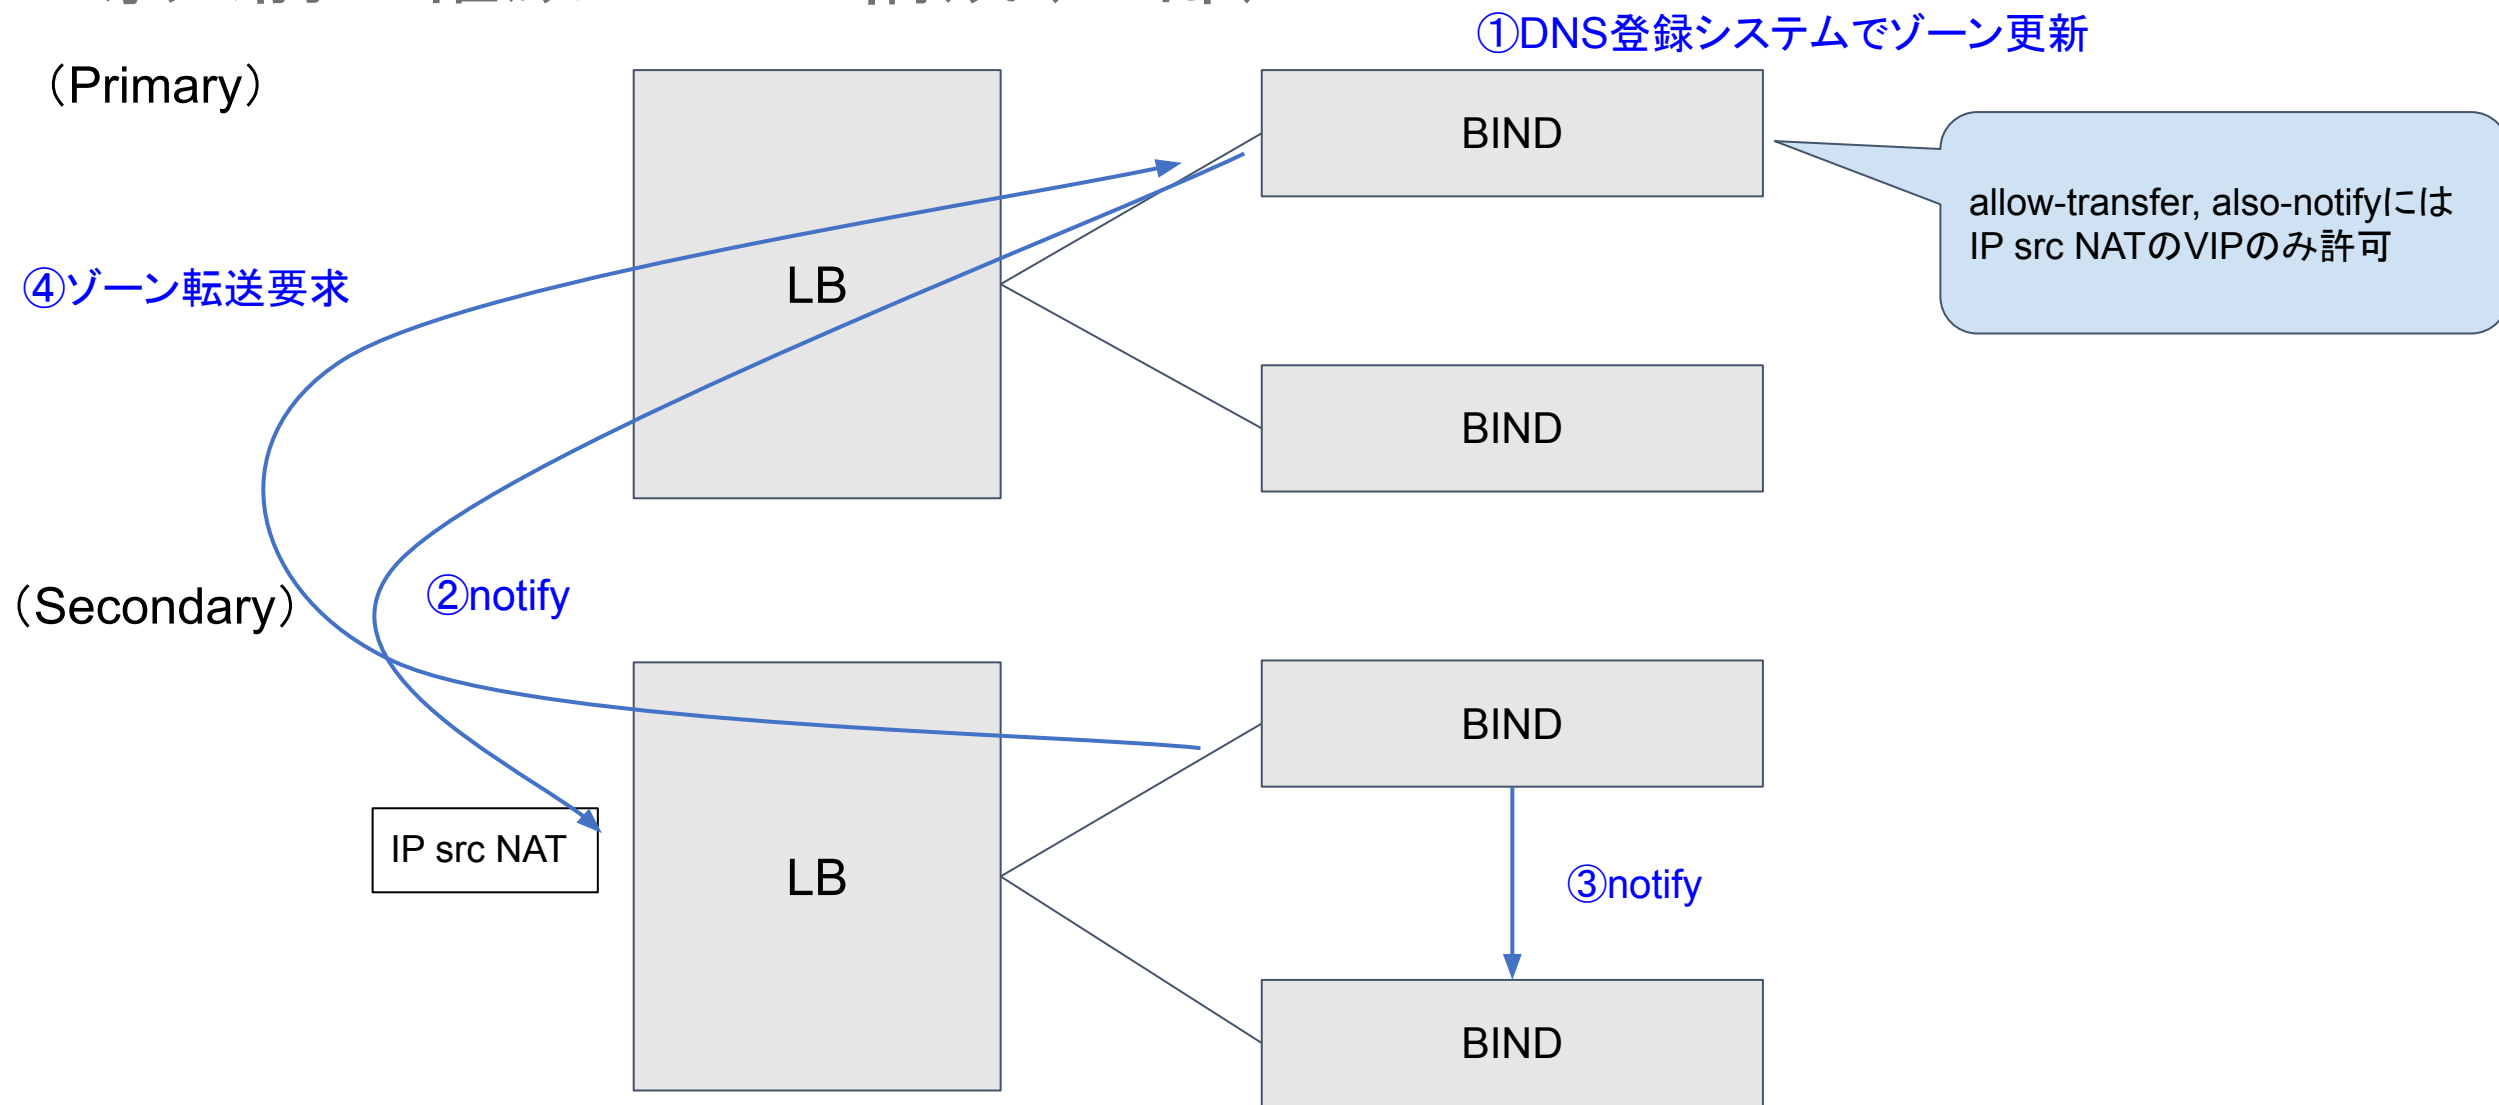 ①DNS登録システムでゾーン更新
（Primary）
BIND
allow-transfer, also-notifyには
IP src NATのVIPのみ許可
LB
④ゾーン転送要求
BIND
（Secondary）
②notify
BIND
IP src NAT
LB
③notify
BIND